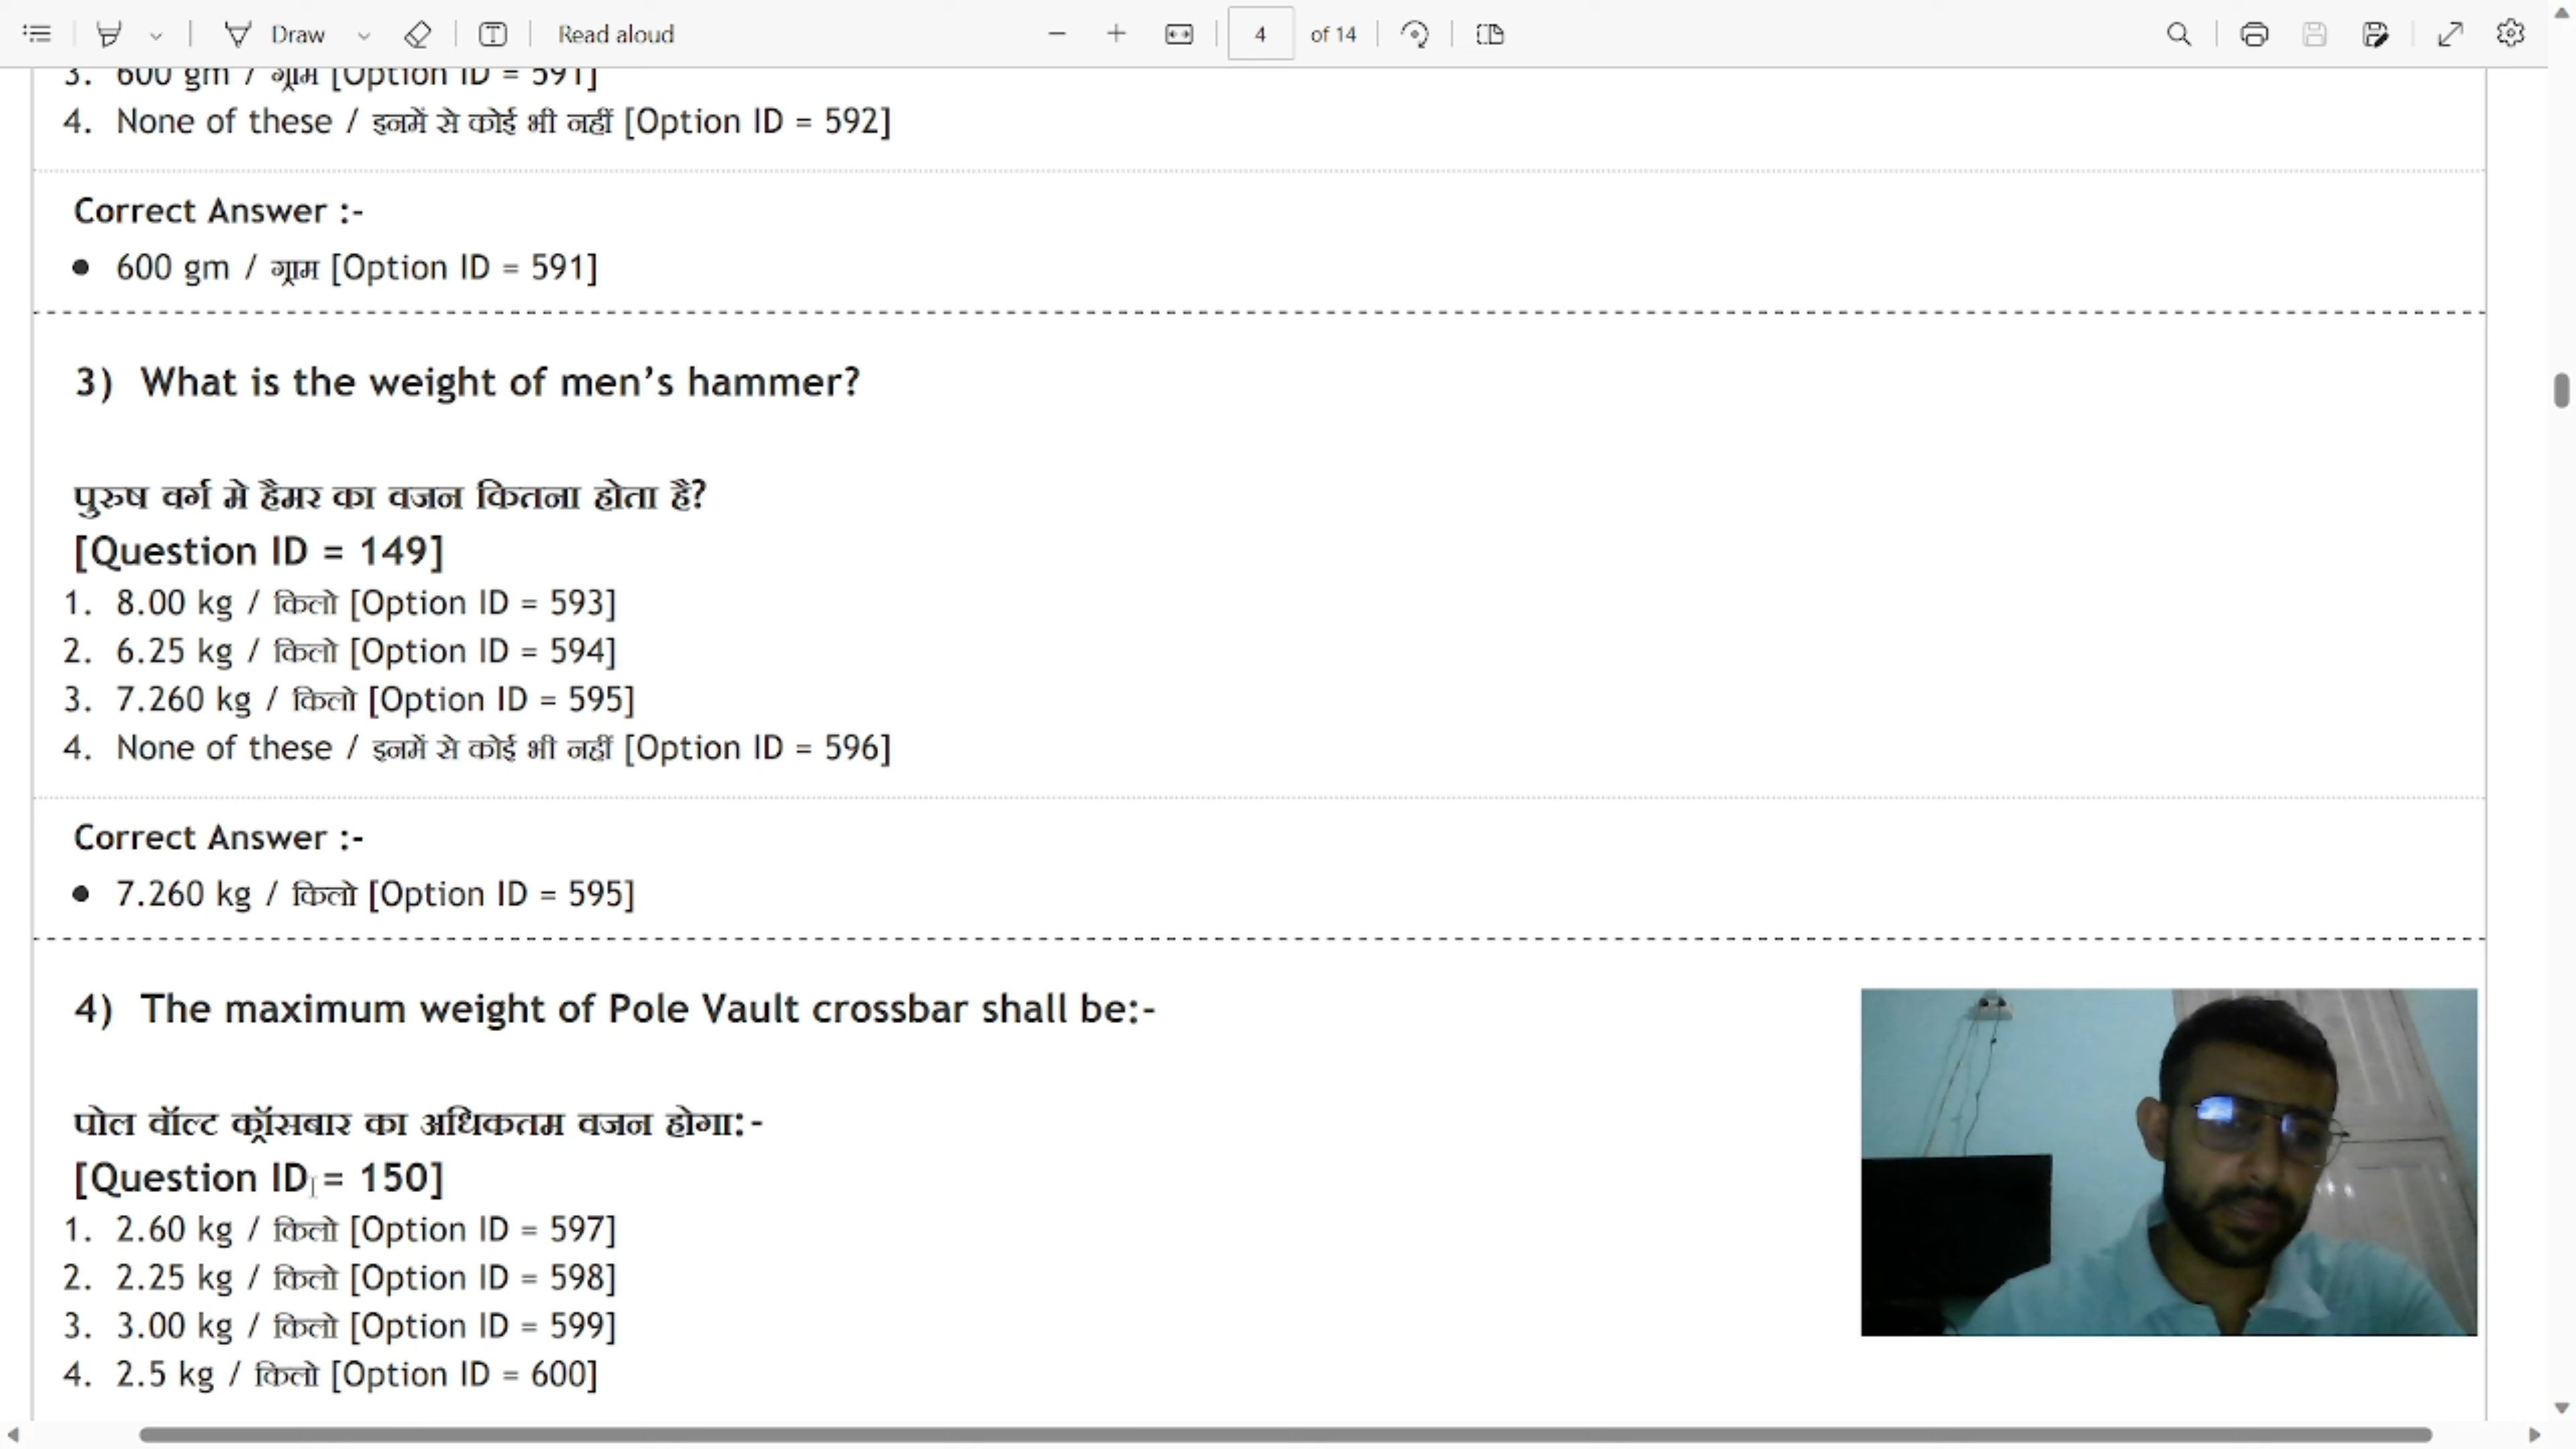 Draw
Read aloud
4 of 14
3. 600 gm / ग्राम [Option ID = 591]
4. None of these / इनमें से कोई भी नहीं [Option ID = 592]
Correct Answer :-
● 600 gm / ग्राम [Option ID = 591]
3) What is the weight of men’s hammer?
पुरुष वर्ग मे हैमर का वजन कितना होता है?
[Question ID = 149]
1. 8.00 kg / किलो [Option ID = 593]
2. 6.25 kg / किलो [Option ID = 594]
3. 7.260 kg / किलो [Option ID = 595]
4. None of these / इनमें से कोई भी नहीं [Option ID = 596]
Correct Answer :-
● 7.260 kg / किलो [Option ID = 595]
4) The maximum weight of Pole Vault crossbar shall be:-
पोल वॉल्ट क्रॉसबार का अधिकतम वजन होगा:-
[Question ID = 150]
1. 2.60 kg / किलो [Option ID = 597]
2. 2.25 kg / किलो [Option ID = 598]
3. 3.00 kg / किलो [Option ID = 599]
4. 2.5 kg / किलो [Option ID = 600]